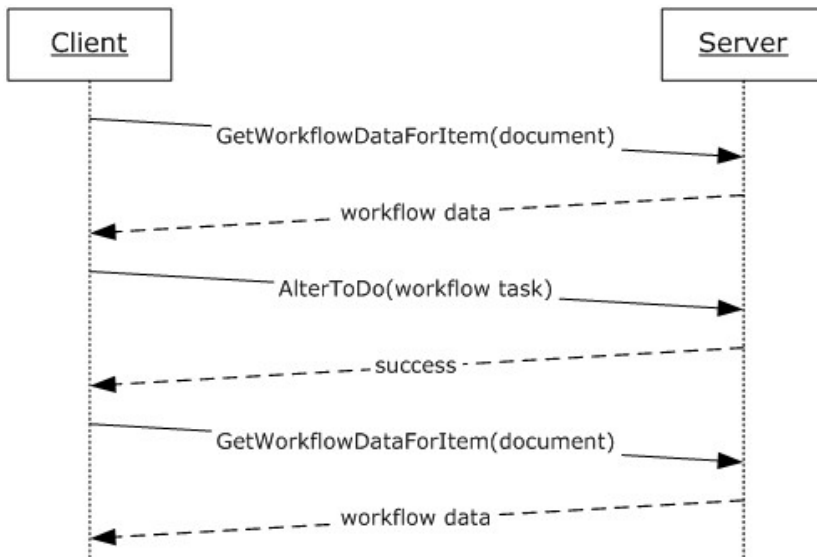 Client
Server
GetWorkflowDataForItem(document)
workflow data
AlterToDo(workflow task)
success
GetWorkflowDataForItem(document)
workflow data